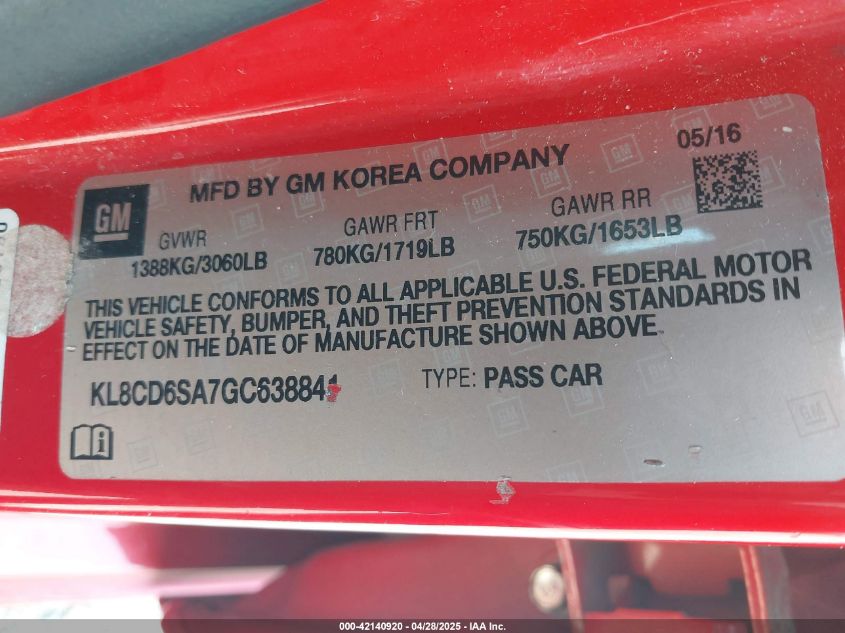 MFD BY GM KOREA COMPANY
05/16
GM
GVWR
1388KG/3060LB
GAWR FRT
780KG/1719LB
GAWR RR
750KG/1653LB
THIS VEHICLE CONFORMS TO ALL APPLICABLE U.S. FEDERAL MOTOR
VEHICLE SAFETY, BUMPER, AND THEFT PREVENTION STANDARDS IN
EFFECT ON THE DATE OF MANUFACTURE SHOWN ABOVE.
KL8CD6SA7GC638841 TYPE: PASS CAR
000-42140920 | 04/28/2025 - IAA Inc.